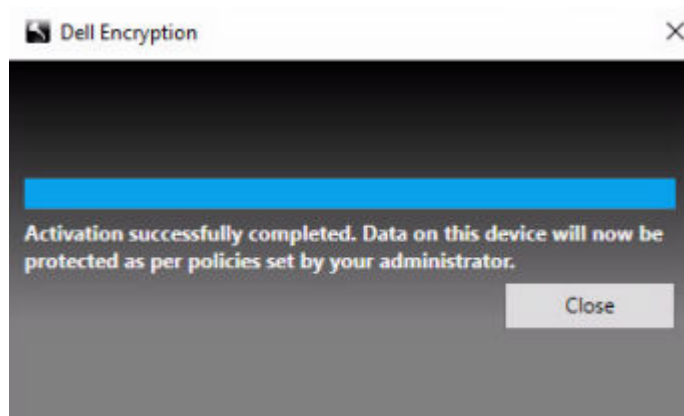 Dell Encryption
Activation successfully completed. Data on this device will now be
protected as per policies set by your administrator.
Close